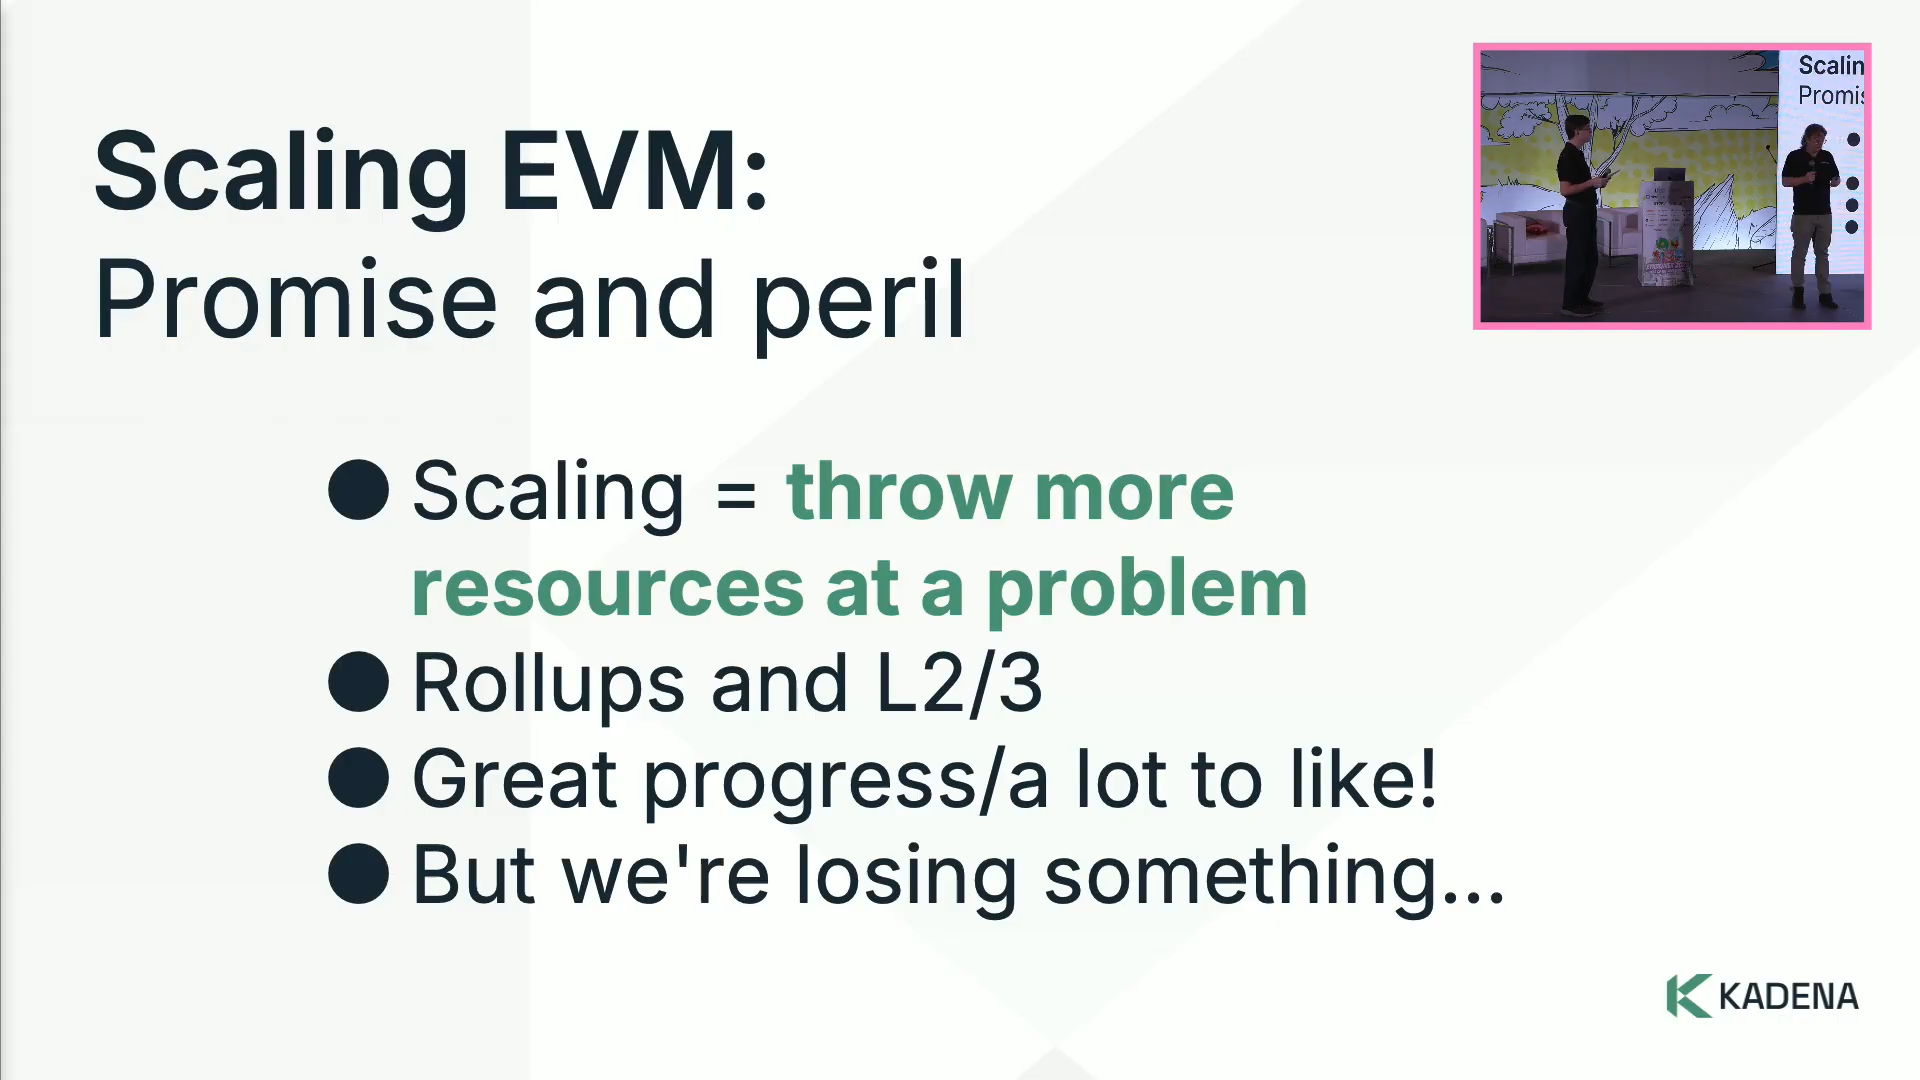 Scaling EVM:
Promise and peril
Scalin
Promis
● Scaling = throw more
resources at a problem
● Rollups and L2/3
● Great progress/a lot to like!
● But we're losing something...
KADENA